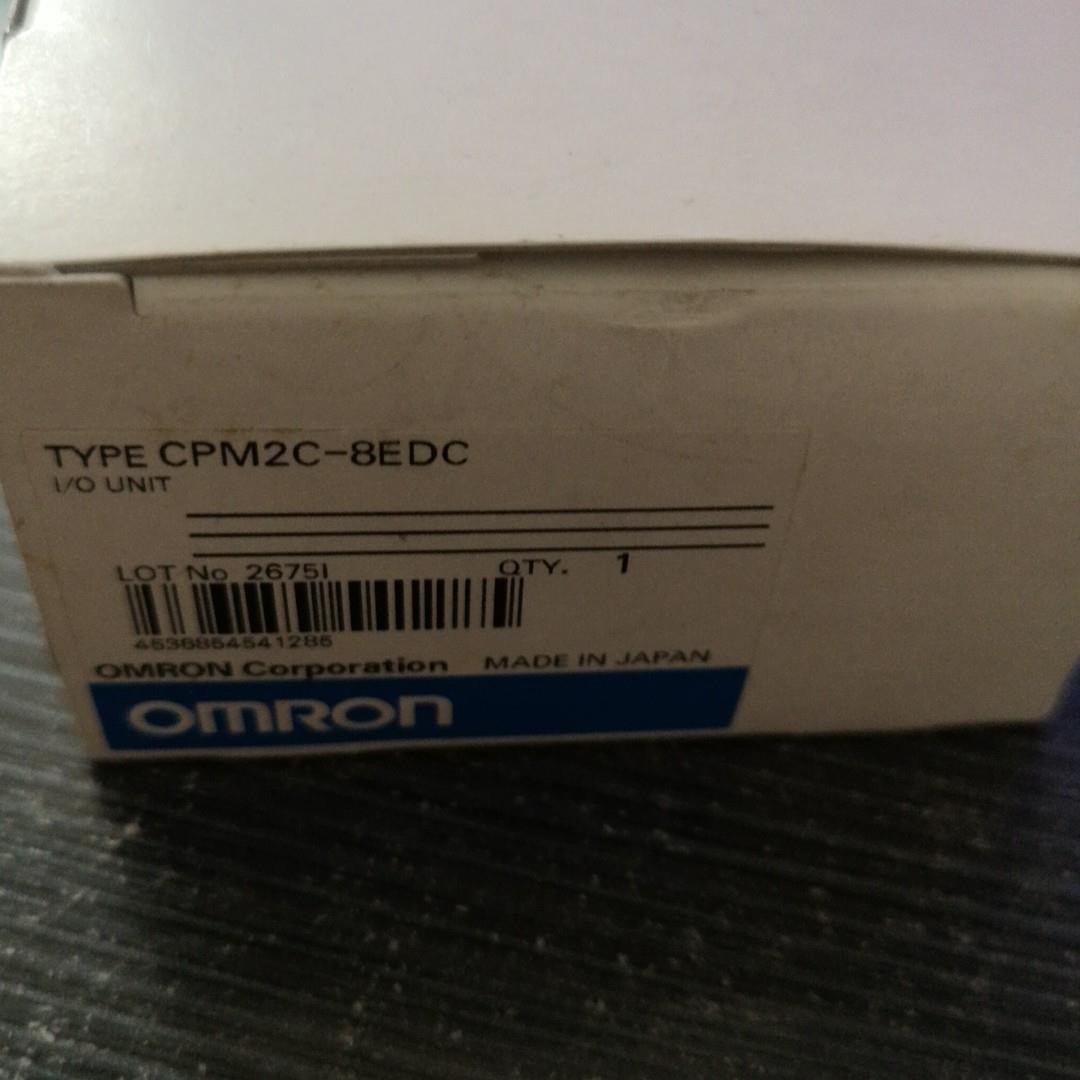 TYPE CPM2C-8EDC
I/O UNIT
LOT No 2675I QTY. 1
4536854541285
OMRON Corporation MADE IN JAPAN
OMRON